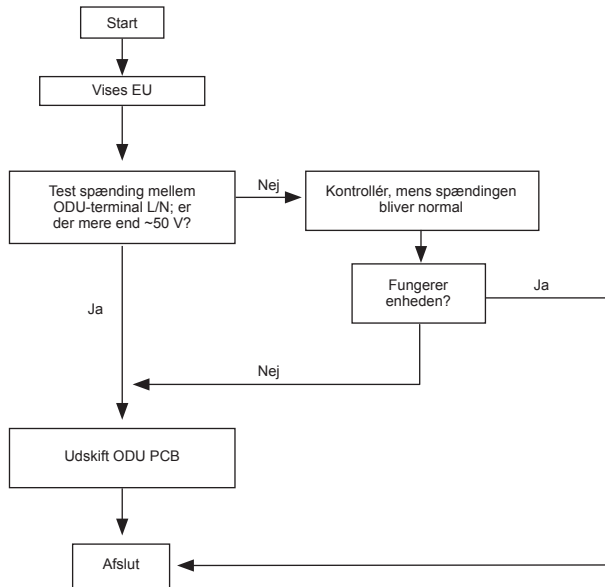 Start
Vises EU
Test spænding mellem
ODU-terminal L/N; er
der mere end ~50 V?
Nej
Kontrollér, mens spændingen
bliver normal
Fungerer
enheden?
Ja
Ja
Nej
Udskift ODU PCB
Afslut